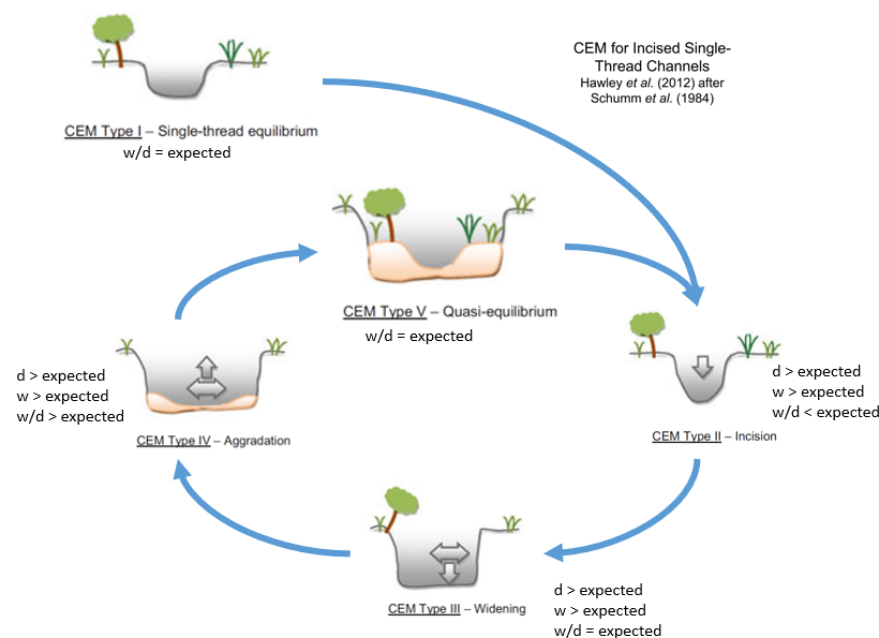 CEM for Incised Single-
Thread Channels
Hawley et al. (2012) after
Schumm et al. (1984)
CEM Type I – Single-thread equilibrium
w/d = expected
CEM Type V – Quasi-equilibrium
w/d = expected
d > expected
w > expected
w/d > expected
CEM Type IV – Aggradation
d > expected
w > expected
w/d < expected
CEM Type II – Incision
CEM Type III – Widening
d > expected
w > expected
w/d = expected